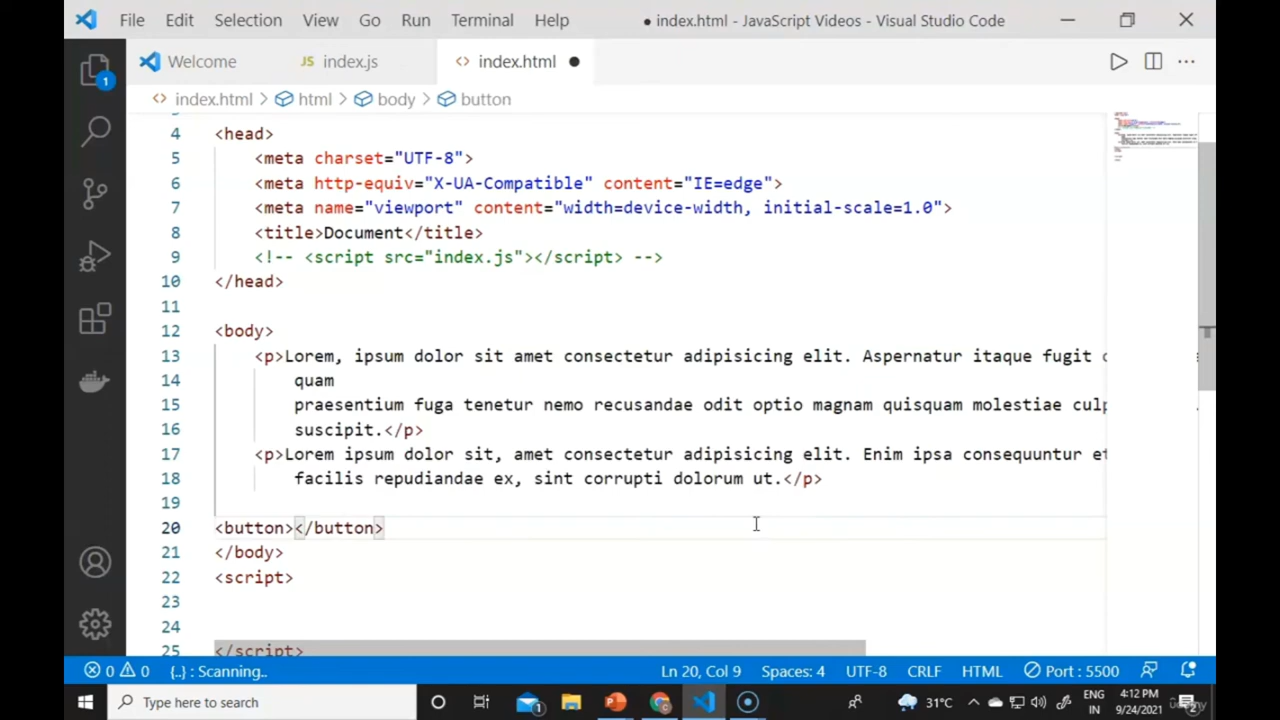 File Edit Selection View Go Run Terminal Help ● index.html - JavaScript Videos - Visual Studio Code
Welcome JS index.js <> index.html ●
<> index.html > html > body > button
4 <head>
5 <meta charset="UTF-8">
6 <meta http-equiv="X-UA-Compatible" content="IE=edge">
7 <meta name="viewport" content="width=device-width, initial-scale=1.0">
8 <title>Document</title>
9 <!-- <script src="index.js"></script> -->
10 </head>
11
12 <body>
13 <p>Lorem, ipsum dolor sit amet consectetur adipisicing elit. Aspernatur itaque fugit
14 quam
15 praesentium fuga tenetur nemo recusandae odit optio magnam quisquam molestiae culp
16 suscipit.</p>
17 <p>Lorem ipsum dolor sit, amet consectetur adipisicing elit. Enim ipsa consequuntur et
18 facilis repudiandae ex, sint corrupti dolorum ut.</p>
19
20 <button></button>
21 </body>
22 <script>
23
24
25 </script>
1
0 0 {..} : Scanning.. Ln 20, Col 9 Spaces: 4 UTF-8 CRLF HTML Port : 5500
Type here to search 1 31°C ENG 4:12 PM
IN 9/24/2021 2